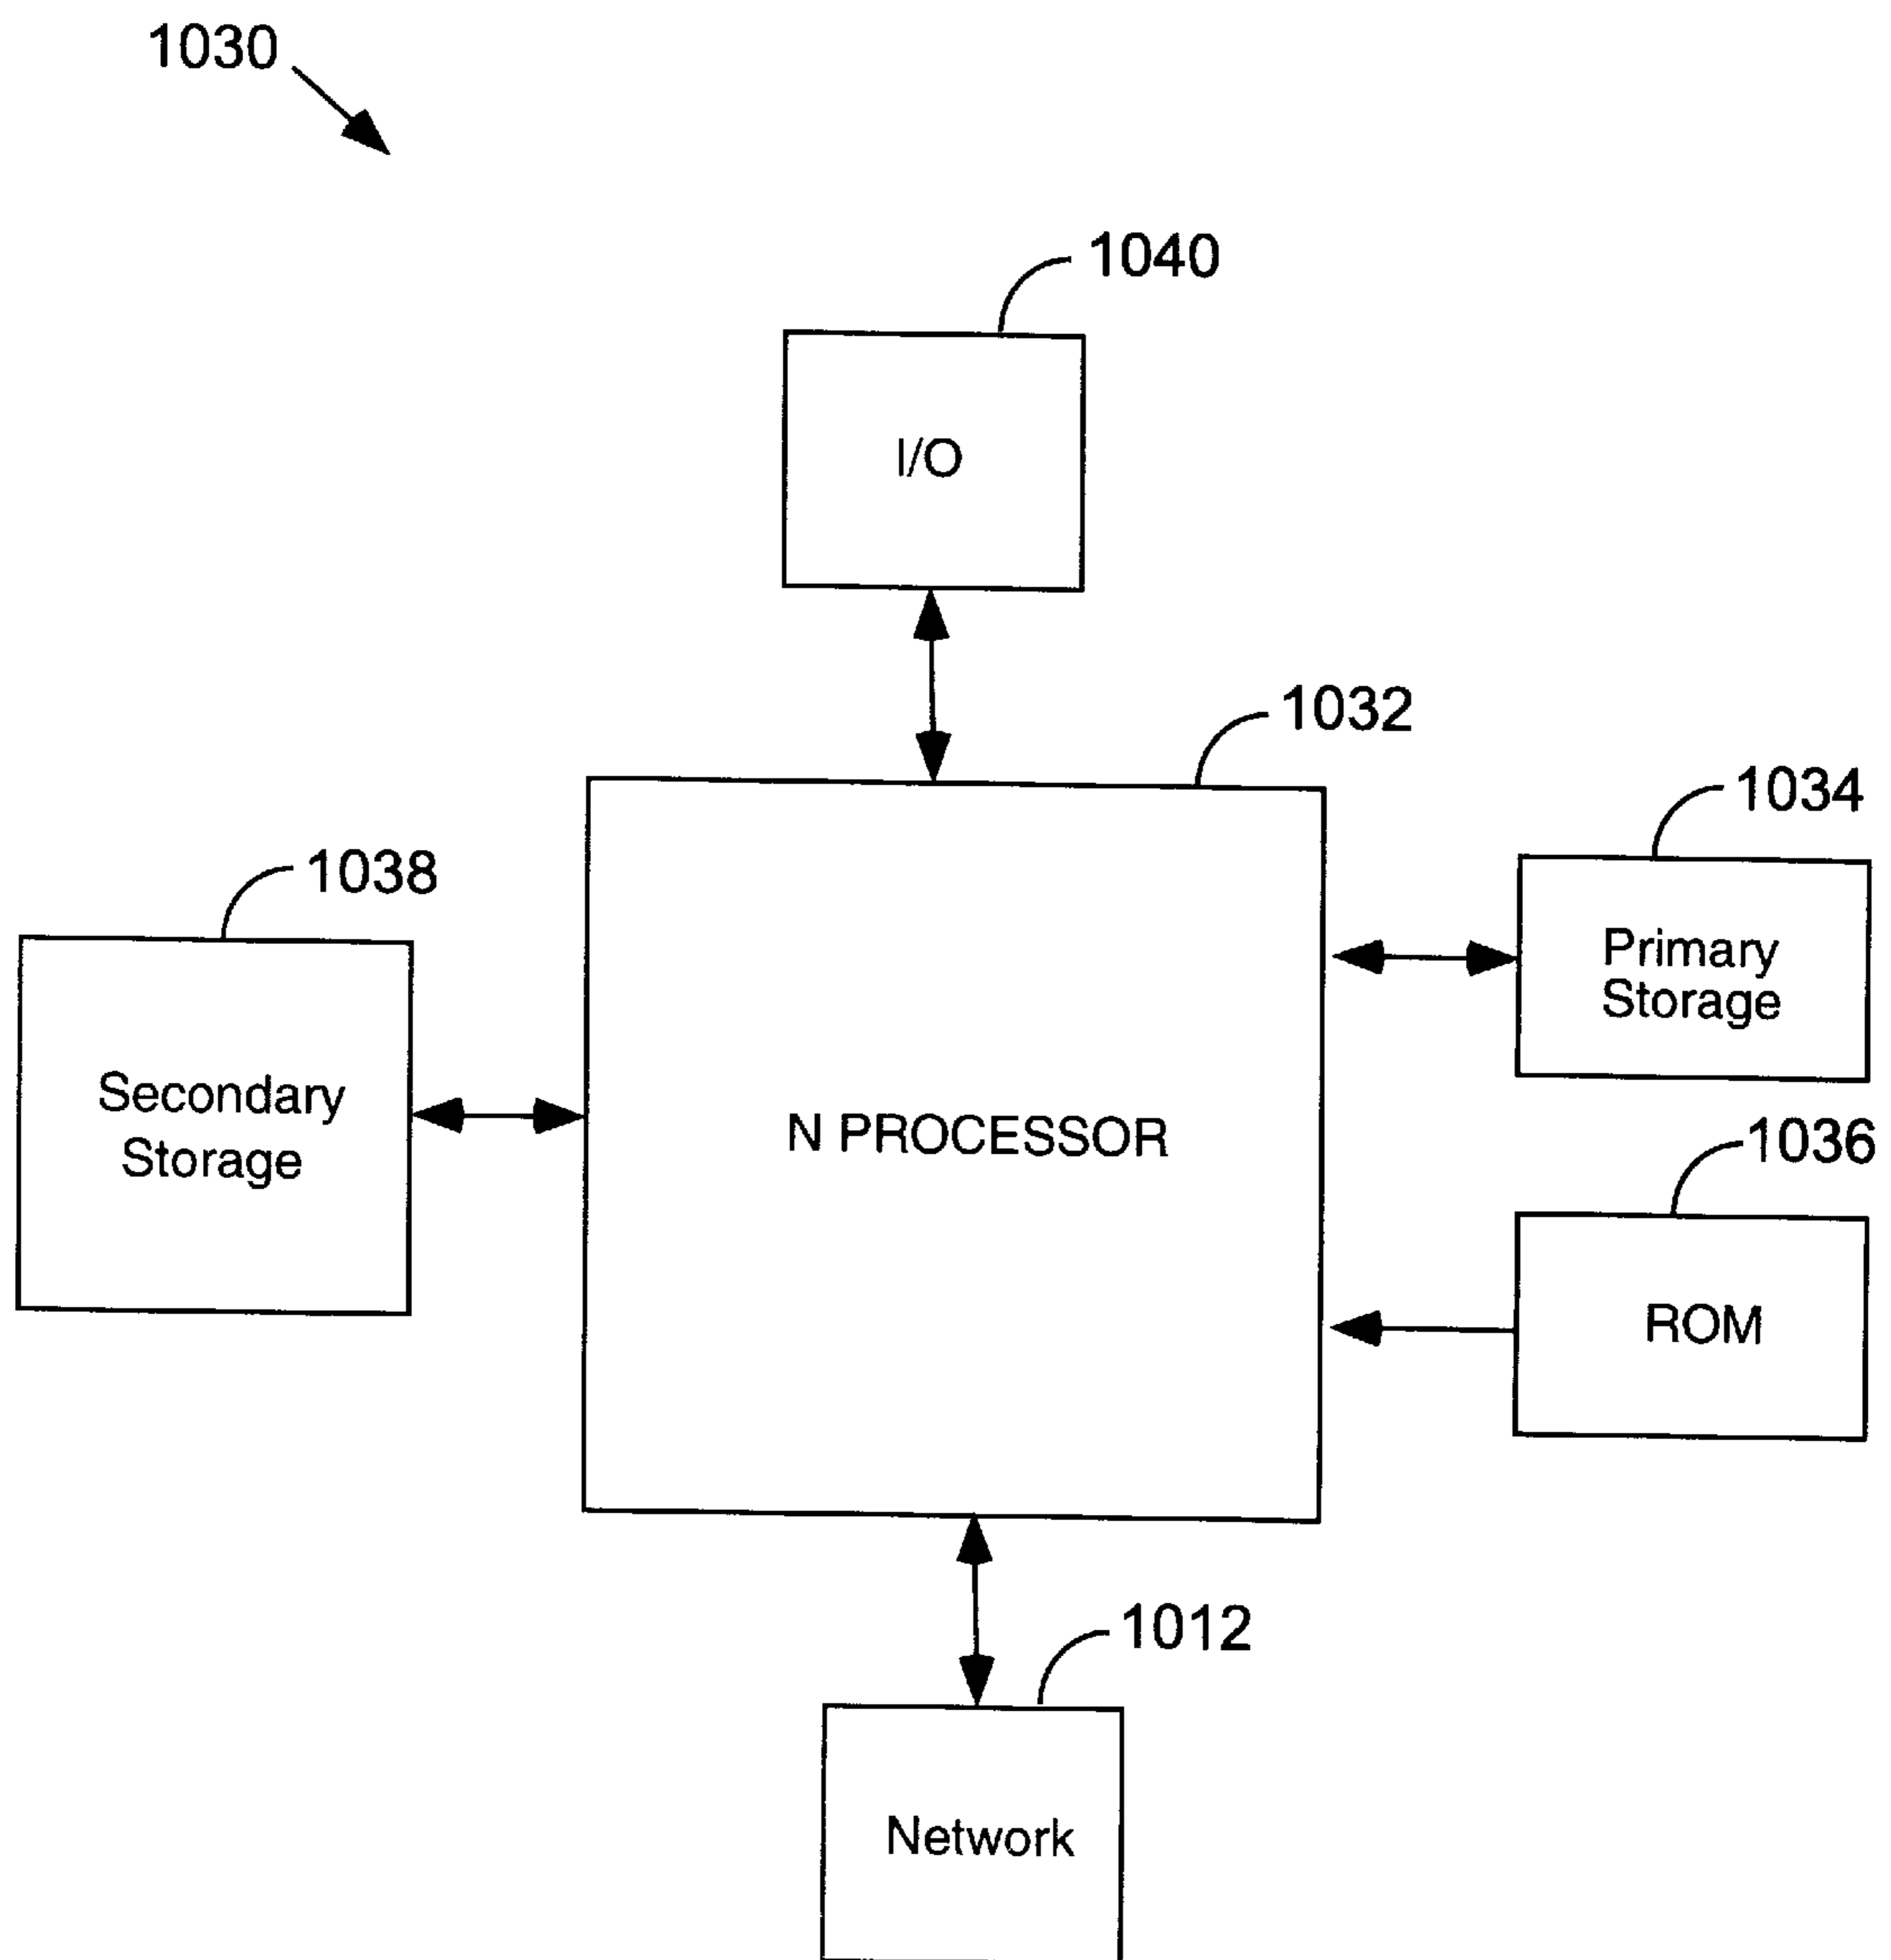 1030
1040
I/O
1032
1034
Primary
Storage
1038
Secondary
Storage
N PROCESSOR
1036
ROM
1012
Network